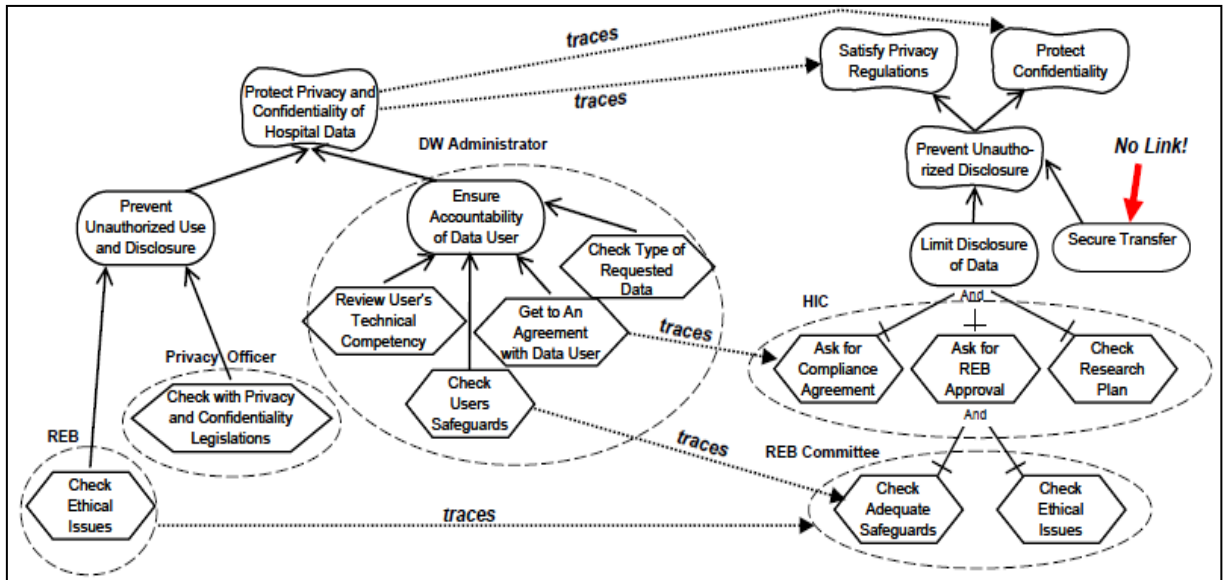 traces
traces
Protect Privacy and
Confidentiality of
Hospital Data
Satisfy Privacy
Regulations
Protect
Confidentiality
DW Administrator
Prevent
Unauthorized Use
and Disclosure
Ensure
Accountability
of Data User
Check Type of
Requested
Data
Review User's
Technical
Competency
Get to An
Agreement
with Data User
Check
Users
Safeguards
Privacy Officer
Check with Privacy
and Confidentiality
Legislations
REB
Check
Ethical
Issues
traces
traces
traces
Prevent Unautho-
rized Disclosure
No Link!
Limit Disclosure
of Data
Secure Transfer
And
HIC
Ask for
Compliance
Agreement
Ask for
REB
Approval
Check
Research
Plan
And
REB Committee
Check
Adequate
Safeguards
Check
Ethical
Issues